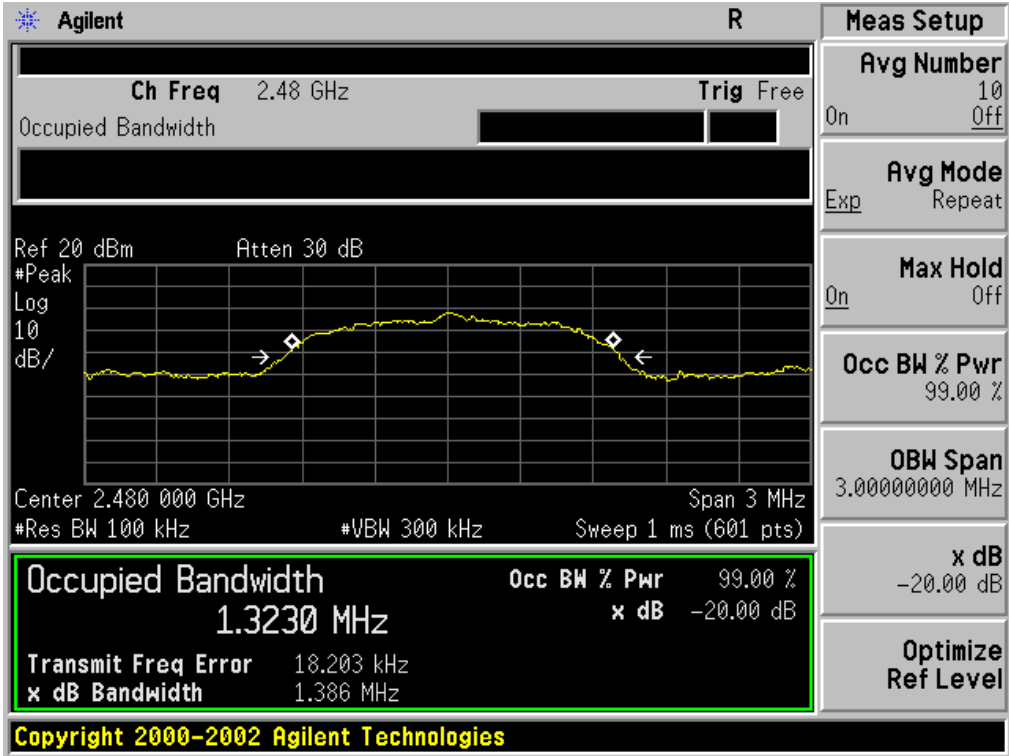 Agilent R
Meas Setup
Ch Freq 2.48 GHz Trig Free
Occupied Bandwidth
Ref 20 dBm Atten 30 dB
#Peak
Log
10
dB/
Center 2.480 000 GHz Span 3 MHz
#Res BW 100 kHz #VBW 300 kHz Sweep 1 ms (601 pts)
Occupied Bandwidth
1.3230 MHz
Occ BW % Pwr 99.00 %
x dB -20.00 dB
Transmit Freq Error 18.203 kHz
x dB Bandwidth 1.386 MHz
Avg Number
10
On Off
Avg Mode
Exp Repeat
Max Hold
On Off
Occ BW % Pwr
99.00 %
OBW Span
3.00000000 MHz
x dB
-20.00 dB
Optimize
Ref Level
Copyright 2000-2002 Agilent Technologies